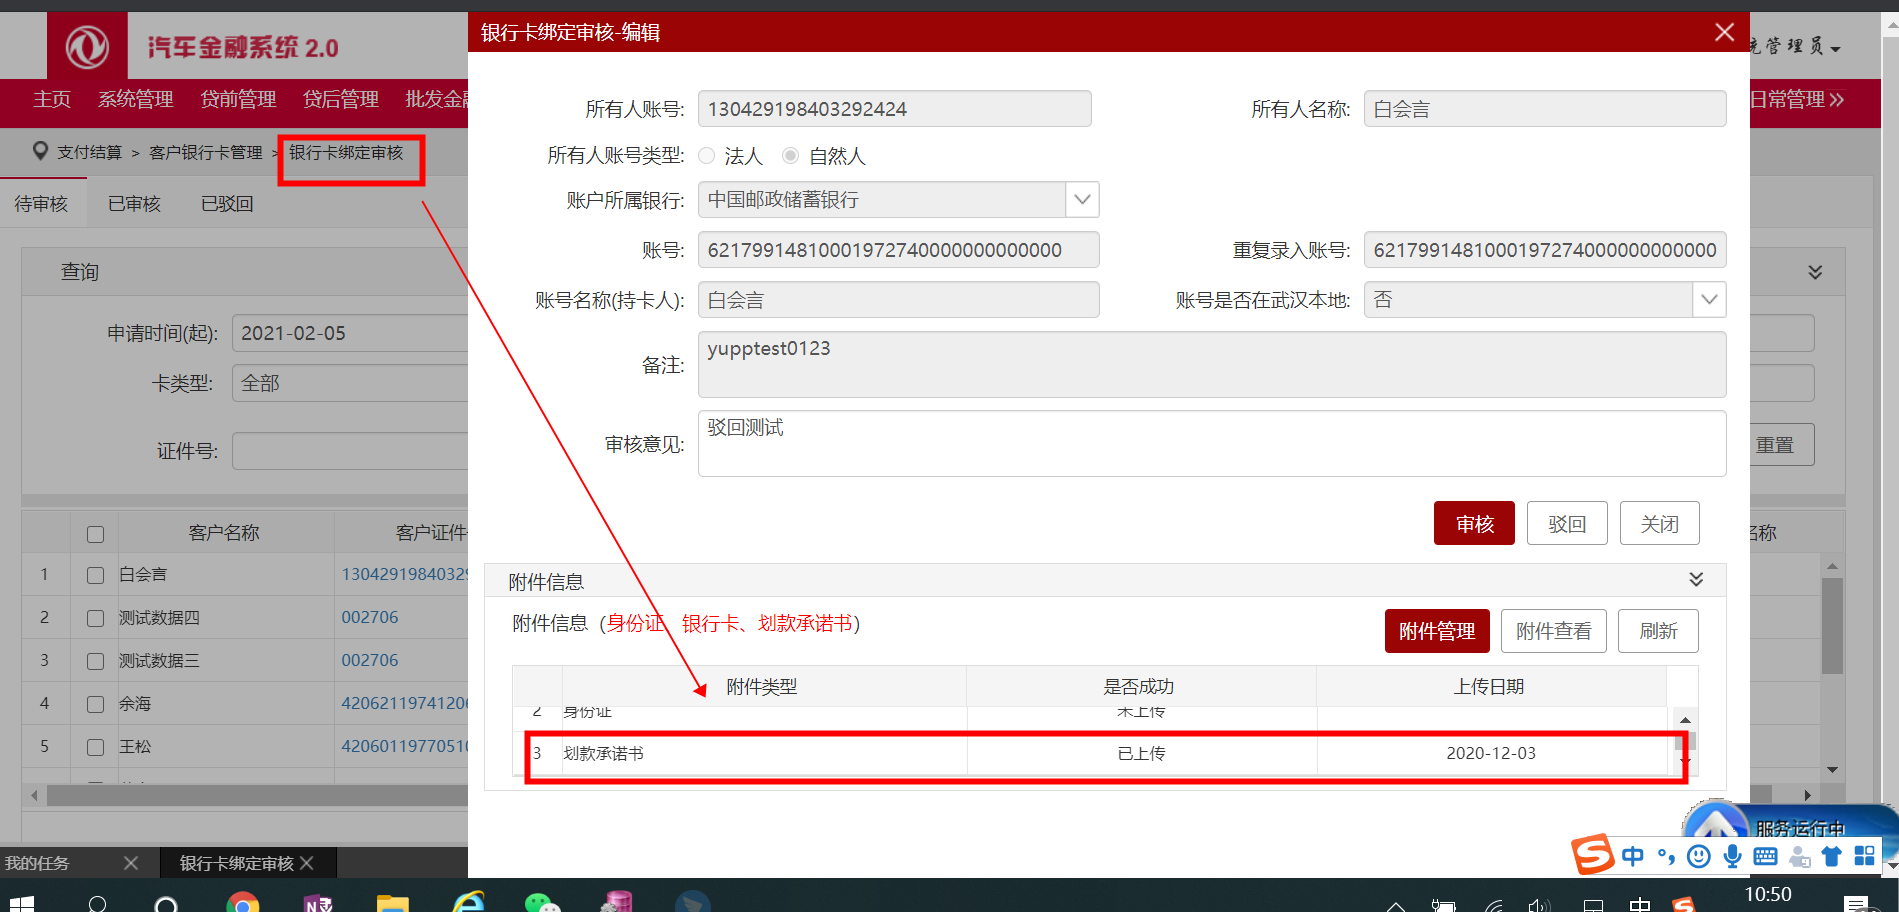 汽车金融系统 2.0
管理员
主页 系统管理 贷前管理 贷后管理 批发金融
日常管理
支付结算 > 客户银行卡管理 > 银行卡绑定审核
待审核 已审核 已驳回
查询
申请时间(起): 2021-02-05
卡类型: 全部
证件号:
重置
客户名称 客户证件 名称
1 白会言 13042919840329
2 测试数据四 002706
3 测试数据三 002706
4 余海 4206211974120
5 王松 4206011977051
银行卡绑定审核-编辑
所有人账号: 130429198403292424 所有人名称: 白会言
所有人账号类型: 法人 自然人
账户所属银行: 中国邮政储蓄银行
账号: 6217991481000197274000000000000 重复录入账号: 621799148100019727400000000000
账号名称(持卡人): 白会言 账号是否在武汉本地: 否
备注: yupptest0123
审核意见: 驳回测试
审核 驳回 关闭
附件信息
附件信息 (身份证 银行卡、划款承诺书)
附件管理 附件查看 刷新
附件类型 是否成功 上传日期
2 身份证 未上传
3 划款承诺书 已上传 2020-12-03
服务运行中
中
我的任务 银行卡绑定审核
中
10:50